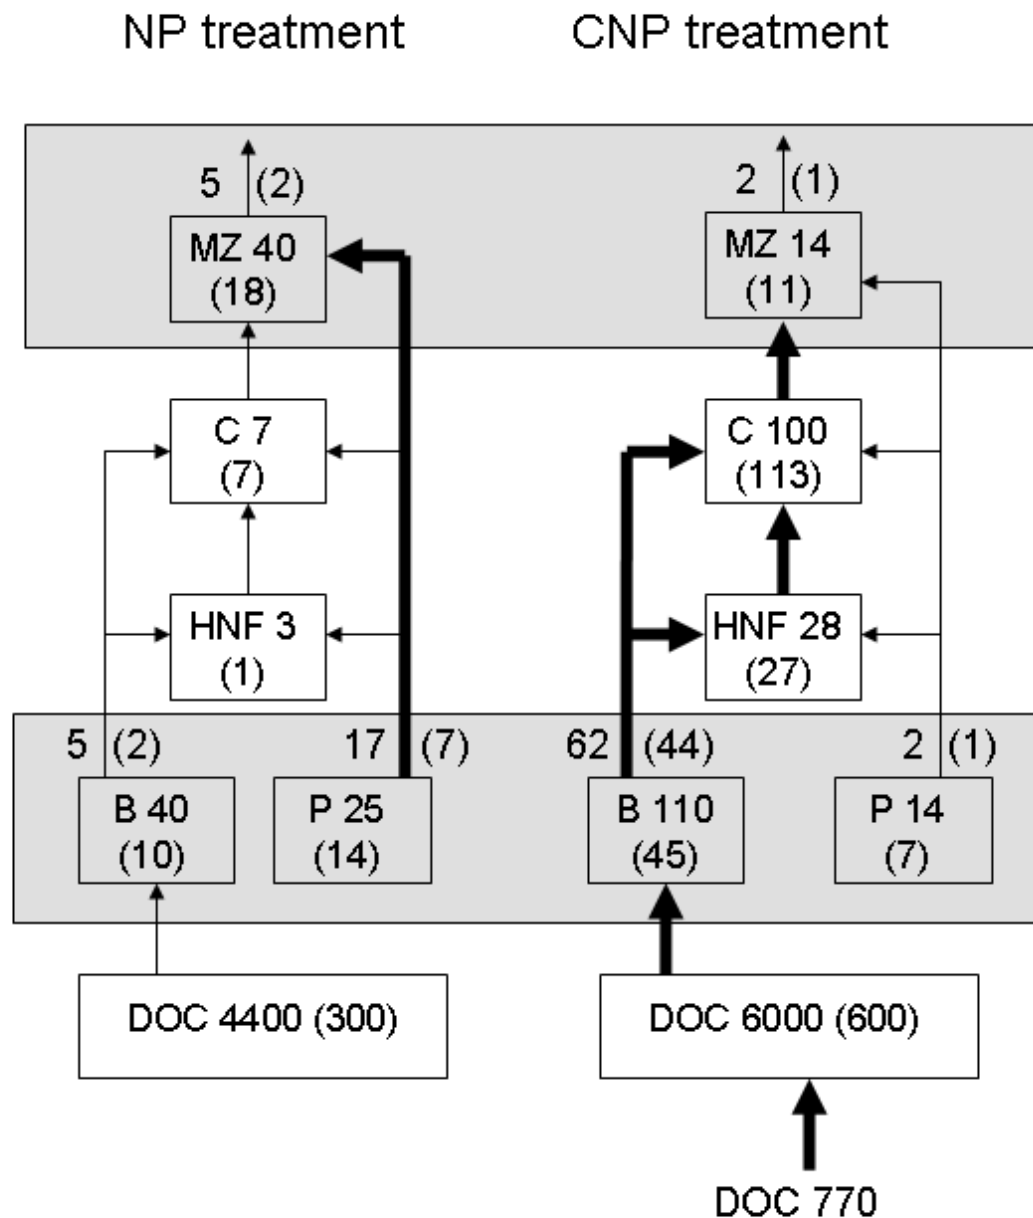 NP treatment CNP treatment
5 (2) 2 (1)
MZ 40 MZ 14
(18) (11)
C 7 C 100
(7) (113)
HNF 3 HNF 28
(1) (27)
5 (2) 17 (7) 62 (44) 2 (1)
B 40 P 25 B 110 P 14
(10) (14) (45) (7)
DOC 4400 (300) DOC 6000 (600)
DOC 770